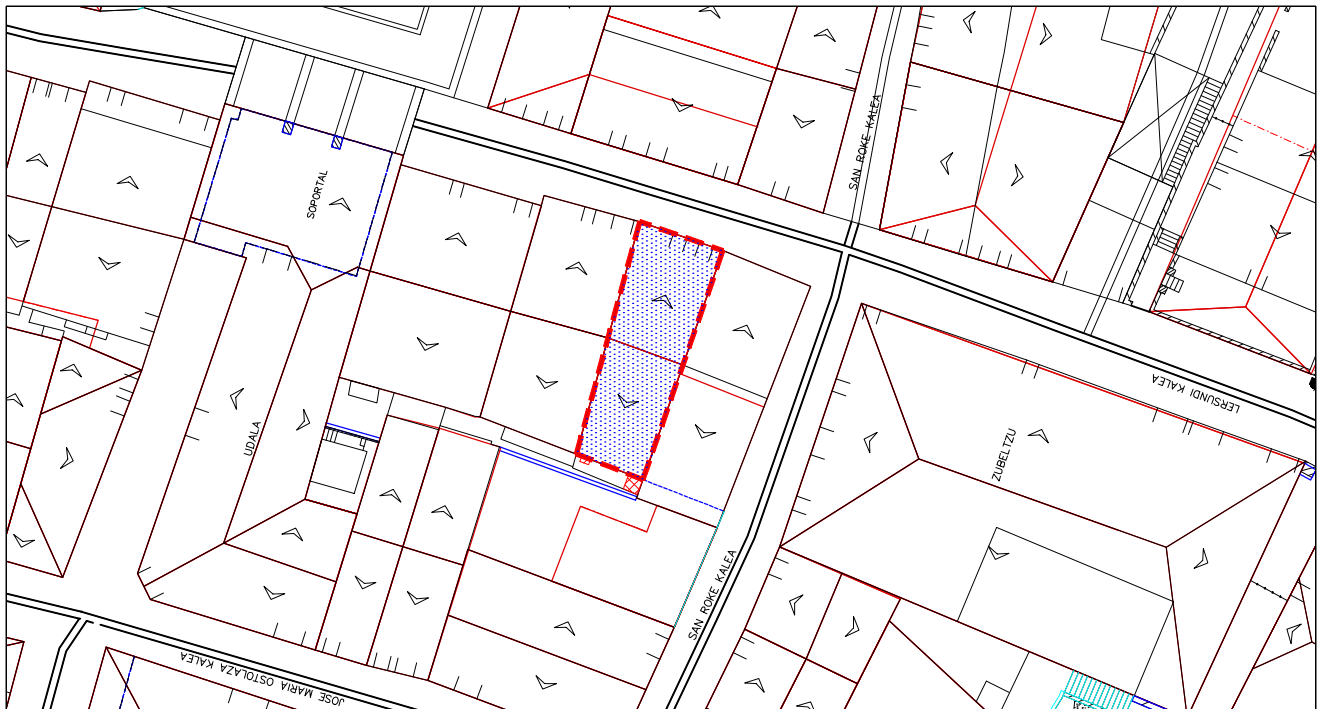 SAN ROKE KALEA
SOPORTAL
LERSUNDI KALEA
UDALA
ZUBELTZU
SAN ROKE KALEA
JOSE MARIA OSTOLAZA KALEA